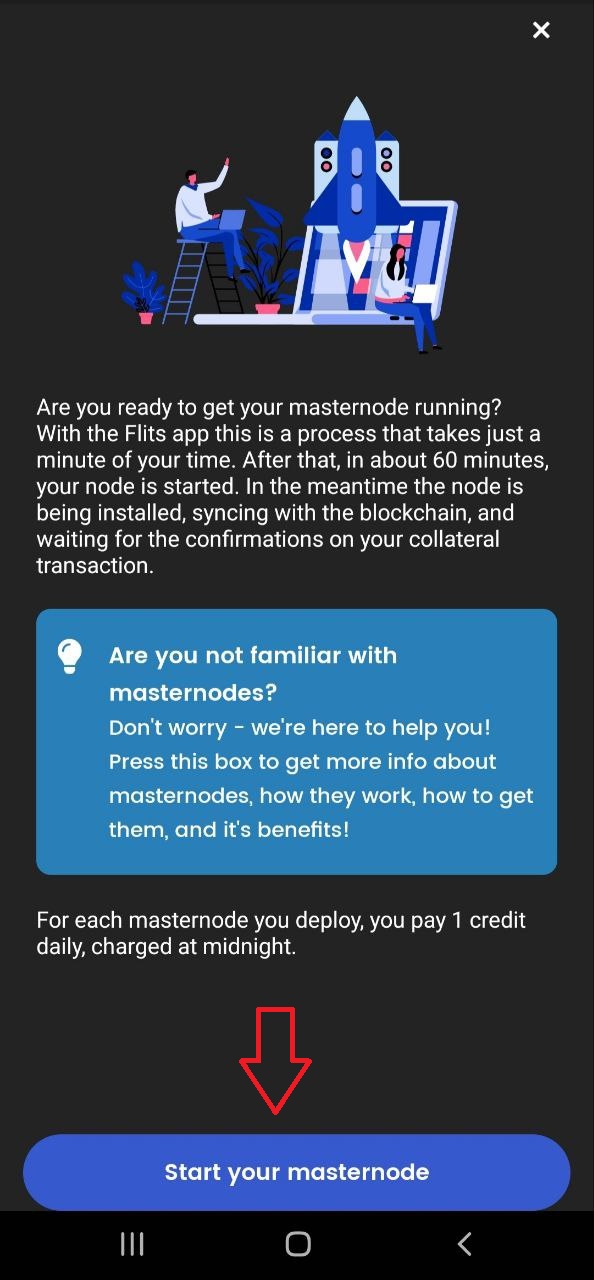 Are you ready to get your masternode running?
With the Flits app this is a process that takes just a
minute of your time. After that, in about 60 minutes,
your node is started. In the meantime the node is
being installed, syncing with the blockchain, and
waiting for the confirmations on your collateral
transaction.
Are you not familiar with
masternodes?
Don't worry - we're here to help you!
Press this box to get more info about
masternodes, how they work, how to get
them, and it's benefits!
For each masternode you deploy, you pay 1 credit
daily, charged at midnight.
Start your masternode